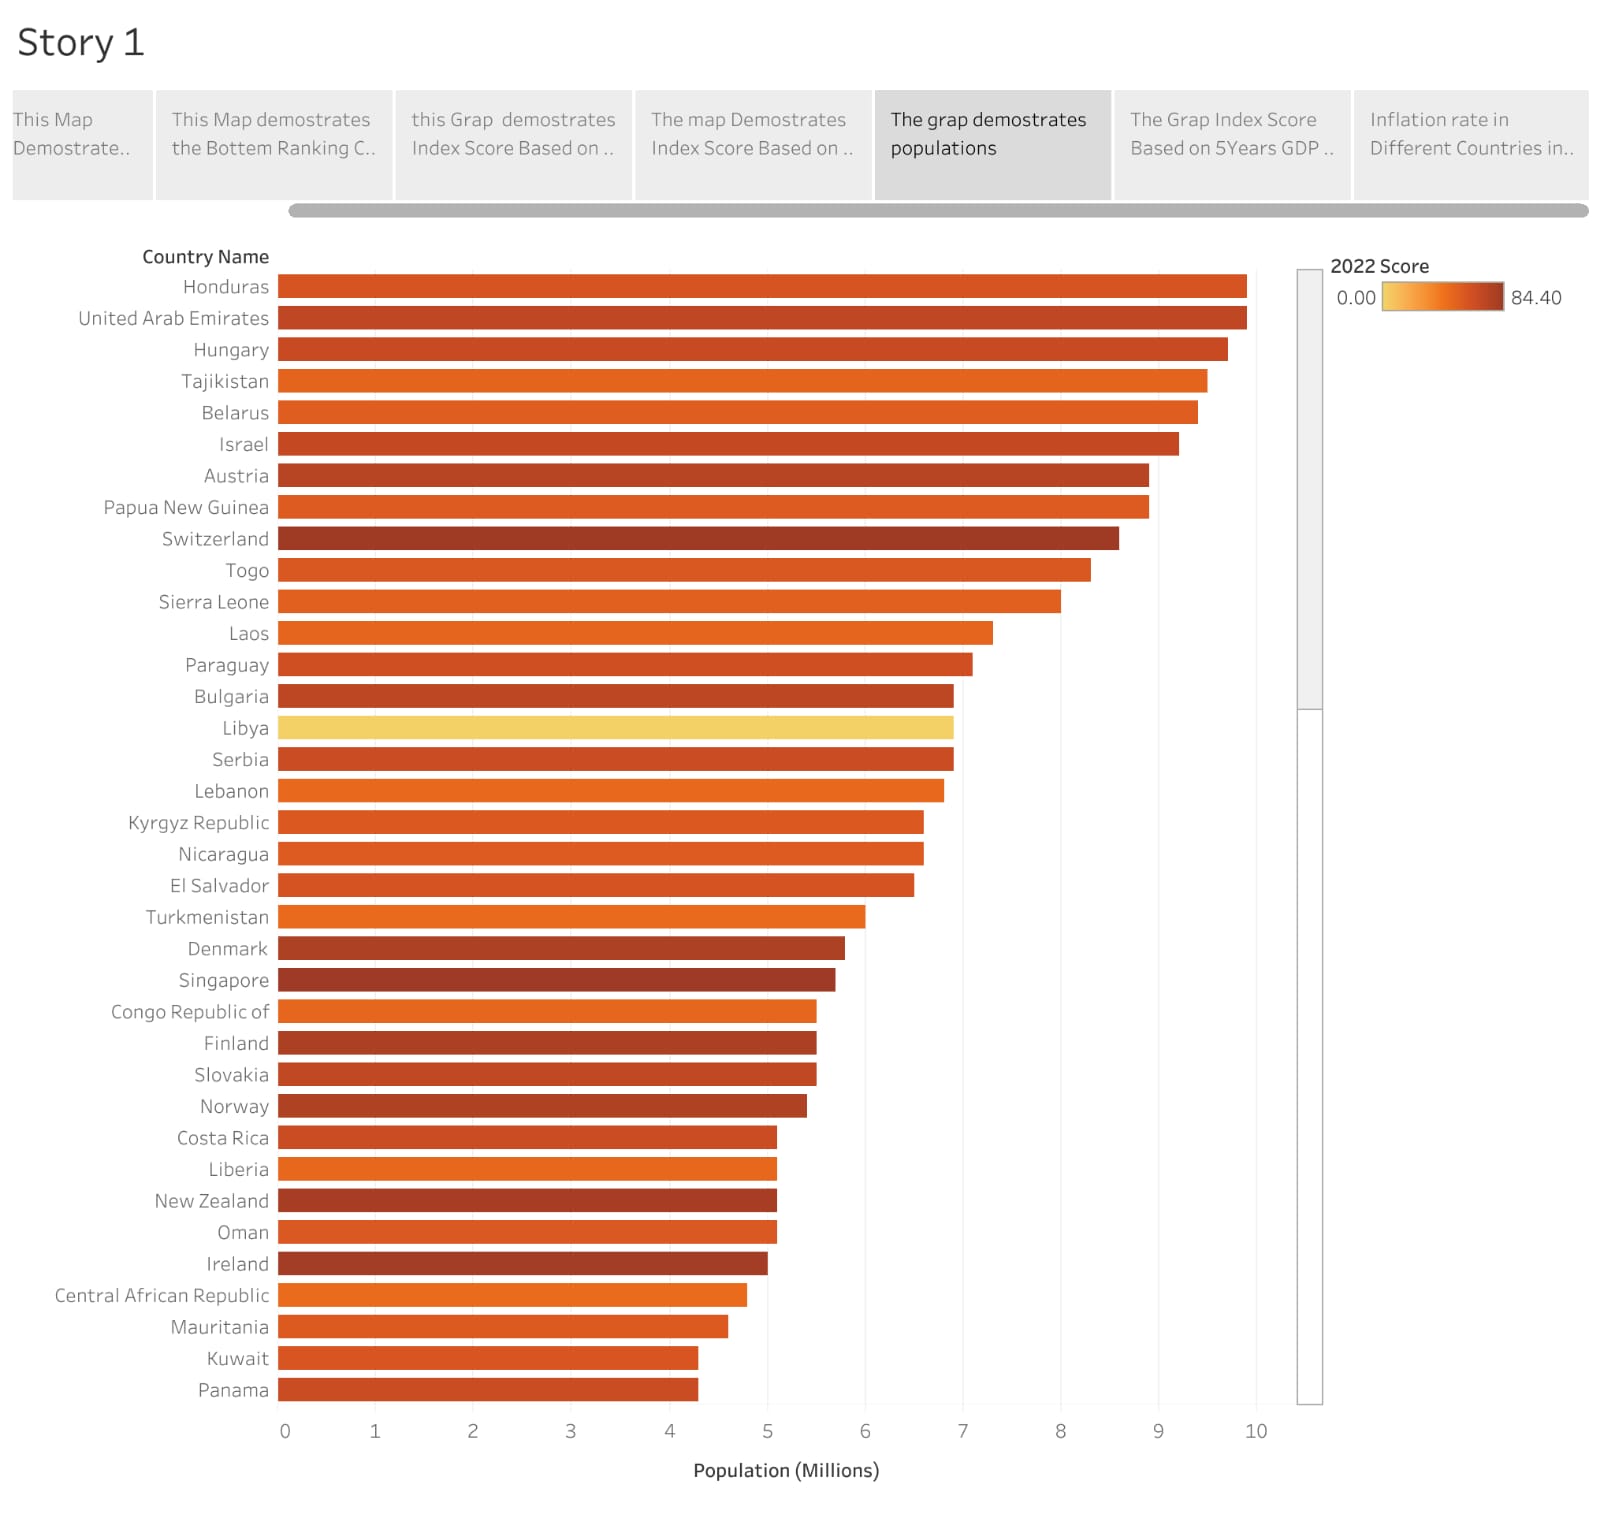 Story 1
This Map
Demostrate..
This Map demostrates
the Bottem Ranking C..
this Grap  demostrates
Index Score Based on ..
The map Demostrates
Index Score Based on ..
The grap demostrates
populations
The Grap Index Score
Based on 5Years GDP ..
Inflation rate in
Different Countries in..
Country Name
Honduras
United Arab Emirates
Hungary
Tajikistan
Belarus
Israel
Austria
Papua New Guinea
Switzerland
Togo
Sierra Leone
Laos
Paraguay
Bulgaria
Libya
Serbia
Lebanon
Kyrgyz Republic
Nicaragua
El Salvador
Turkmenistan
Denmark
Singapore
Congo Republic of
Finland
Slovakia
Norway
Costa Rica
Liberia
New Zealand
Oman
Ireland
Central African Republic
Mauritania
Kuwait
Panama
0 1 2 3 4 5 6 7 8 9 10
Population (Millions)
2022 Score
0.00 84.40